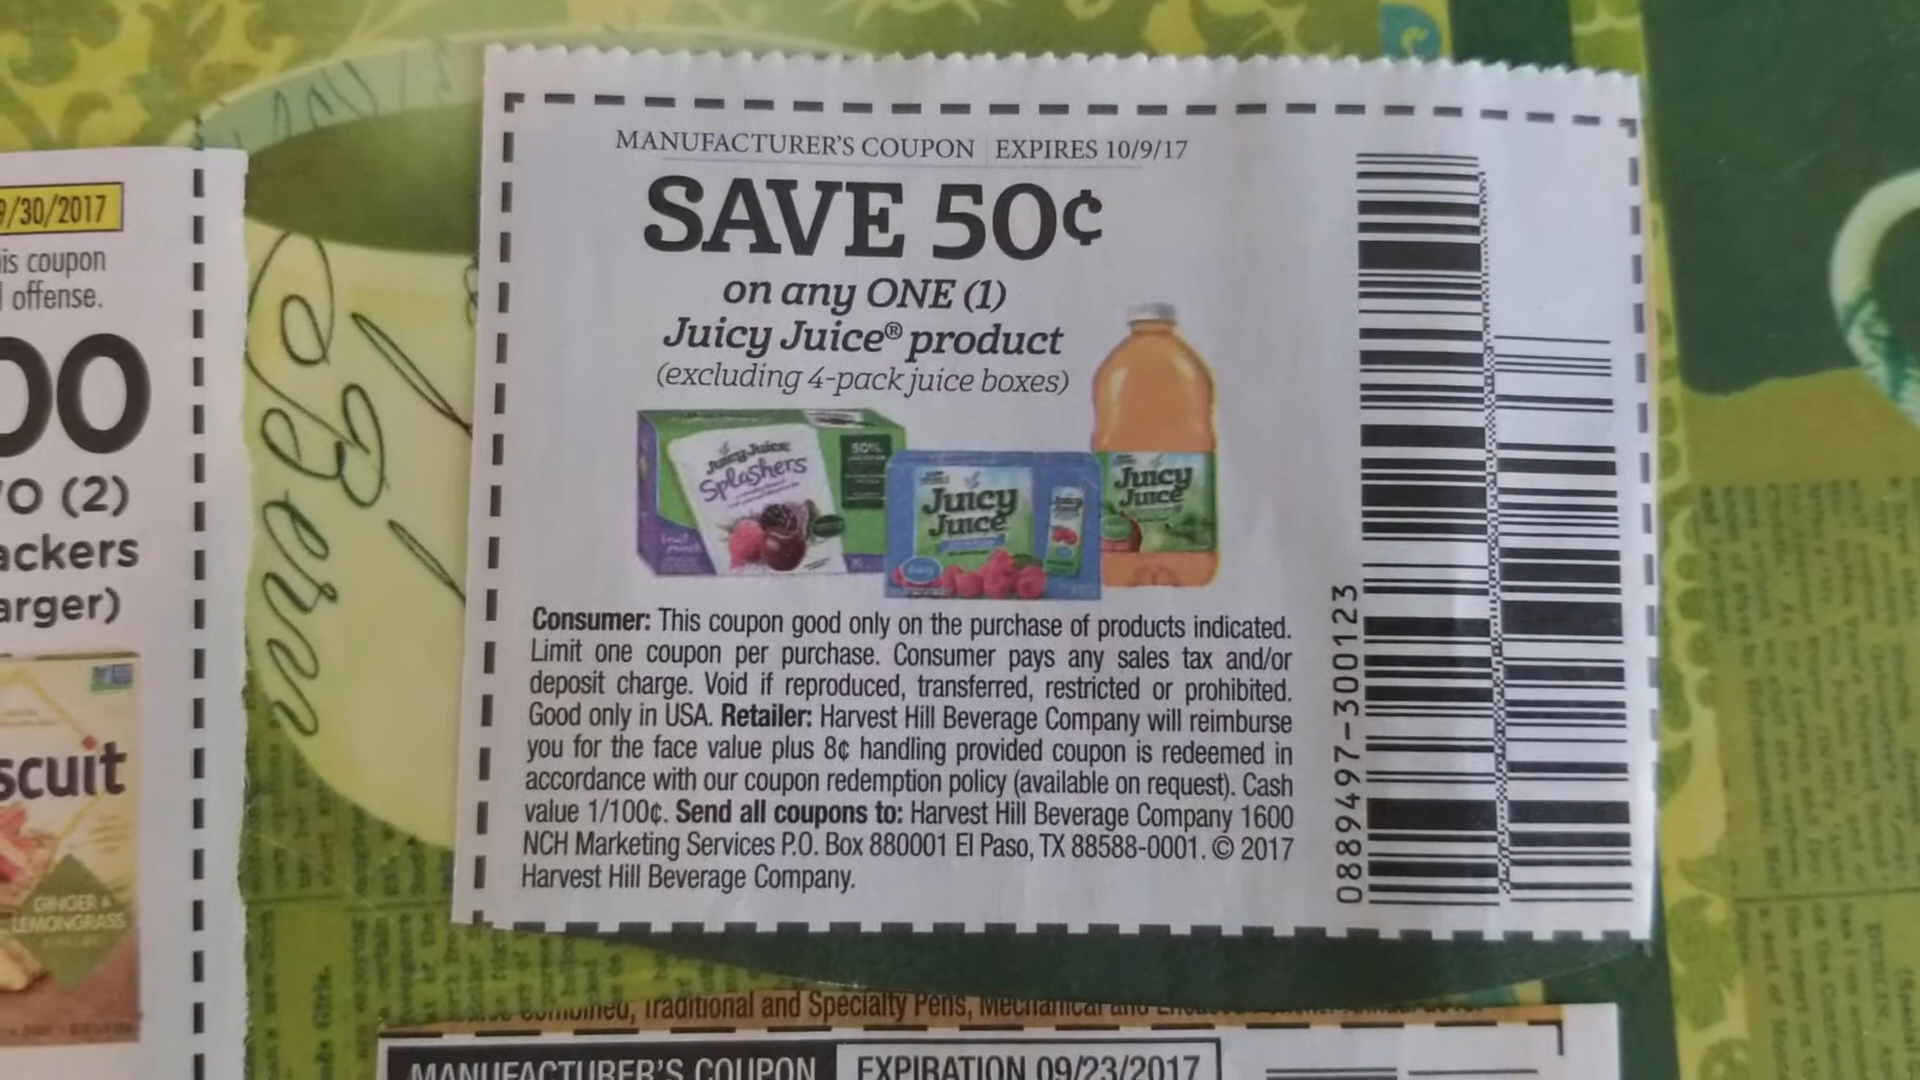 MANUFACTURER'S COUPON EXPIRES 10/9/17
SAVE 50¢
on any ONE (1)
Juicy Juice® product
(excluding 4-pack juice boxes)
Juicy Juice
Splashers
50%
Juicy
Juice
Juicy
Juice
Consumer: This coupon good only on the purchase of products indicated.
Limit one coupon per purchase. Consumer pays any sales tax and/or
deposit charge. Void if reproduced, transferred, restricted or prohibited.
Good only in USA. Retailer: Harvest Hill Beverage Company will reimburse
you for the face value plus 8¢ handling provided coupon is redeemed in
accordance with our coupon redemption policy (available on request). Cash
value 1/100¢. Send all coupons to: Harvest Hill Beverage Company 1600
NCH Marketing Services P.O. Box 880001 El Paso, TX 88588-0001. © 2017
Harvest Hill Beverage Company.
0889497-300123
9/30/2017
is coupon
offense.
00
O (2)
ackers
arger)
scuit
GINGER &
LEMONGRASS
Traditional and Specialty Pens, Mechanical and
MANUFACTURER'S COUPON EXPIRATION 09/23/2017